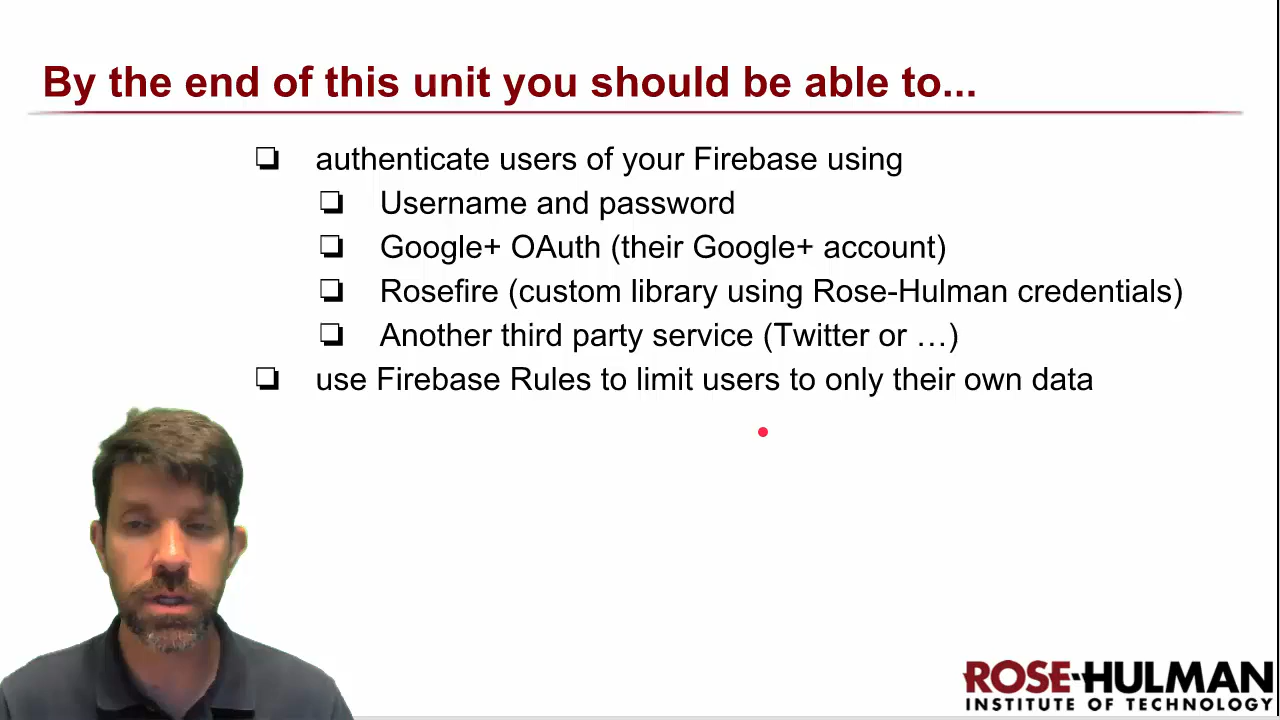 By the end of this unit you should be able to...
❏ authenticate users of your Firebase using
❏ Username and password
❏ Google+ OAuth (their Google+ account)
❏ Rosefire (custom library using Rose-Hulman credentials)
❏ Another third party service (Twitter or …)
❏ use Firebase Rules to limit users to only their own data
ROSE-HULMAN
INSTITUTE OF TECHNOLOGY